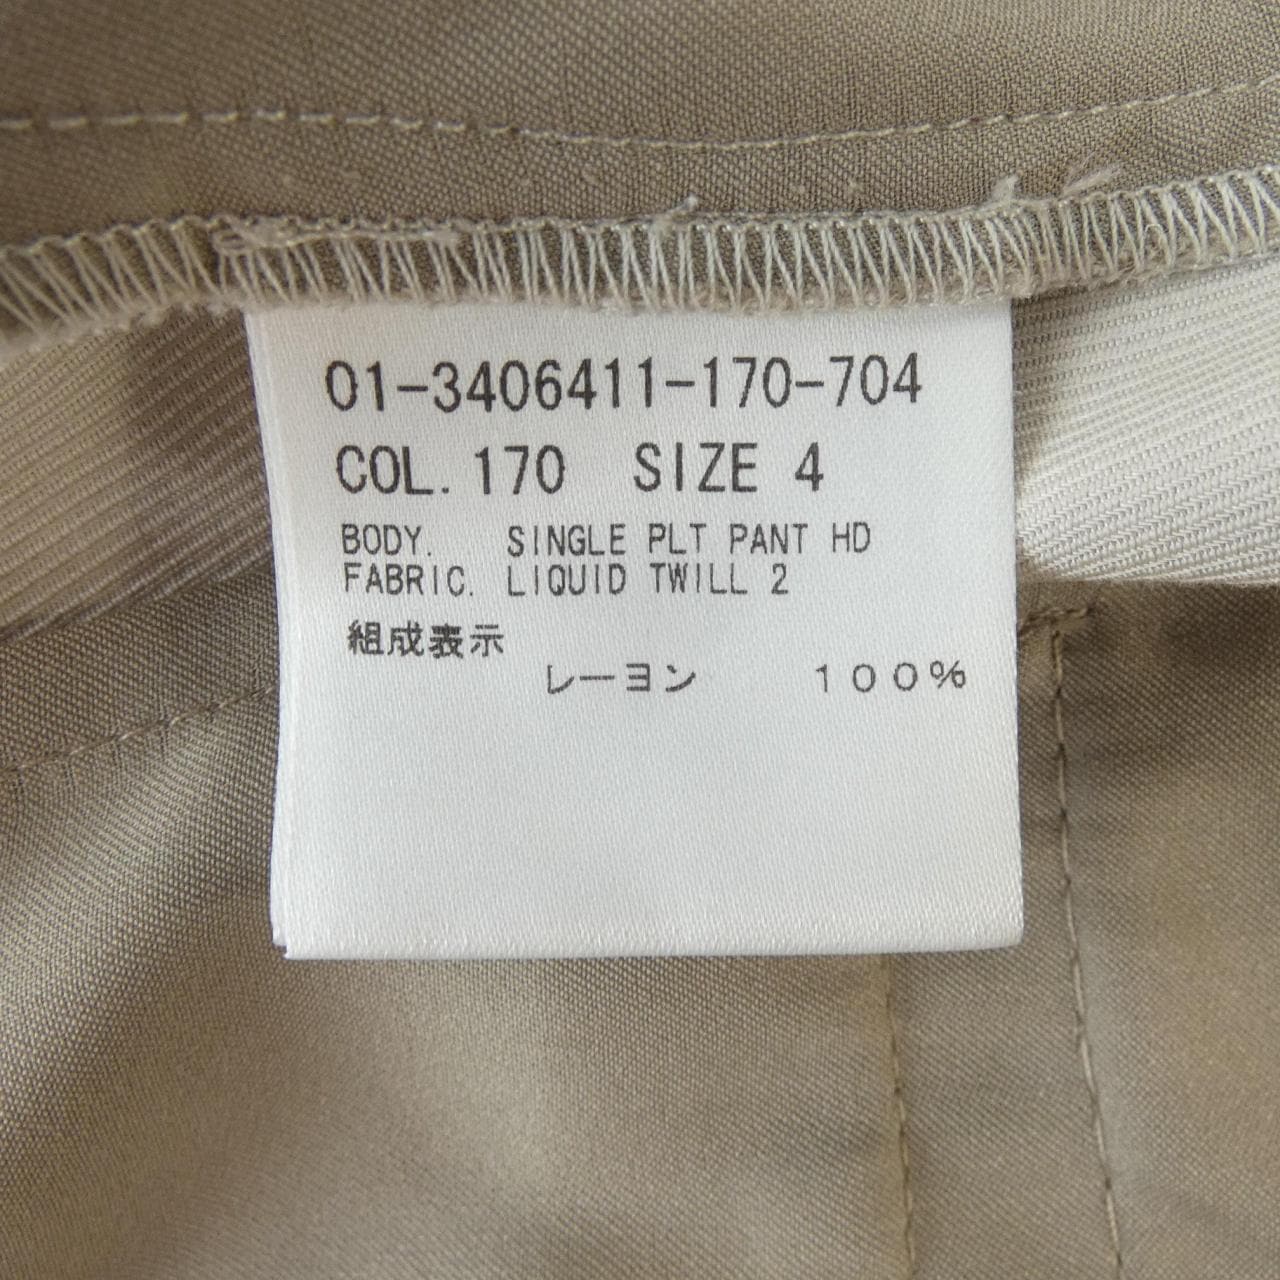 01-3406411-170-704
COL. 170 SIZE 4
BODY. SINGLE PLT PANT HD
FABRIC. LIQUID TWILL 2
組成表示
レーヨン １００％